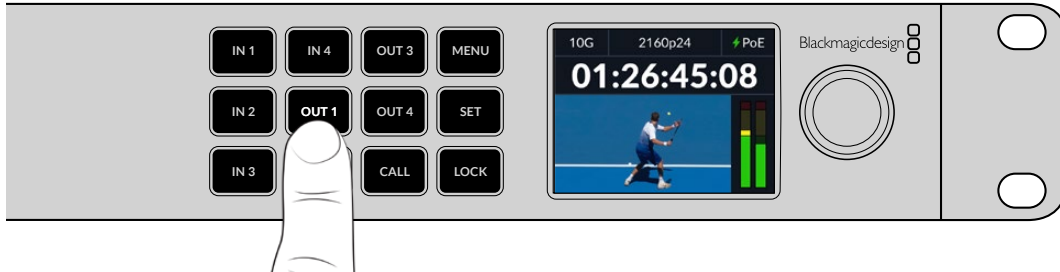 IN 1 IN 4 OUT 3 MENU
IN 2 OUT 1 OUT 4 SET
IN 3 CALL LOCK
10G 2160p24 PoE
01:26:45:08
Blackmagicdesign